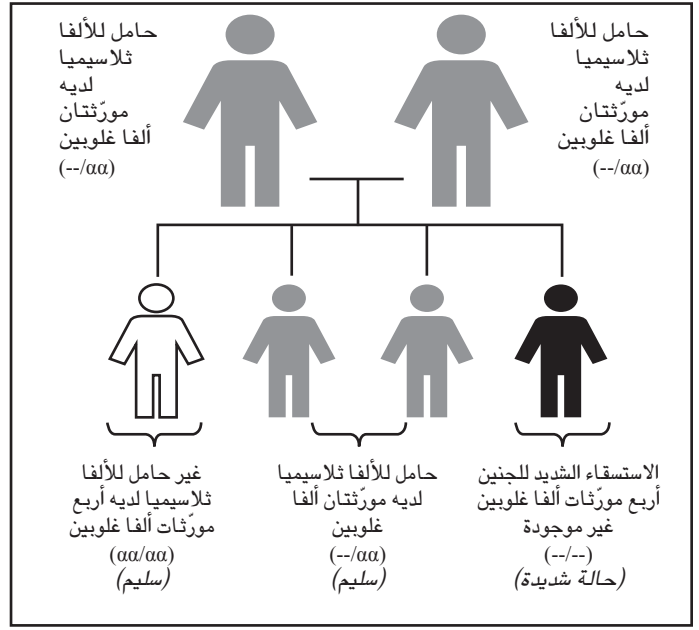 حامل للألفا
ثلاسيميا
لديه
مورّثتان
ألفا غلوبين
(--/αα)
حامل للألفا
ثلاسيميا
لديه
مورّثتان
ألفا غلوبين
(--/αα)
الاستسقاء الشديد للجنين
أربع مورّثات ألفا غلوبين
غير موجودة
(--/--)
(حالة شديدة)
حامل للألفا ثلاسيميا
لديه مورّثتان ألفا
غلوبين
(--/αα)
(سليم)
غير حامل للألفا
ثلاسيميا لديه أربع
مورّثات ألفا غلوبين
(αα/αα)
(سليم)